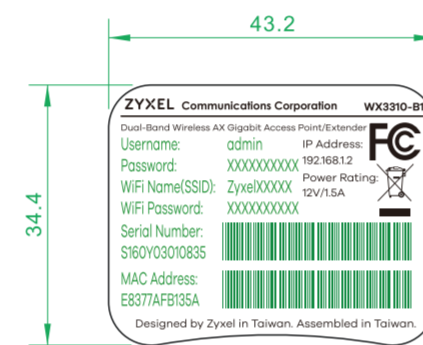 43.2
34.4
ZYXEL Communications Corporation WX3310-B1
Dual-Band Wireless AX Gigabit Access Point/Extender
FC
Username: admin
IP Address:
192.168.1.2
Password: XXXXXXXXXX
Power Rating:
12V/1.5A
WiFi Name(SSID): ZyxelXXXXX
WiFi Password: XXXXXXXXXX
Serial Number:
S160Y03010835
MAC Address:
E8377AFB135A
Designed by Zyxel in Taiwan. Assembled in Taiwan.